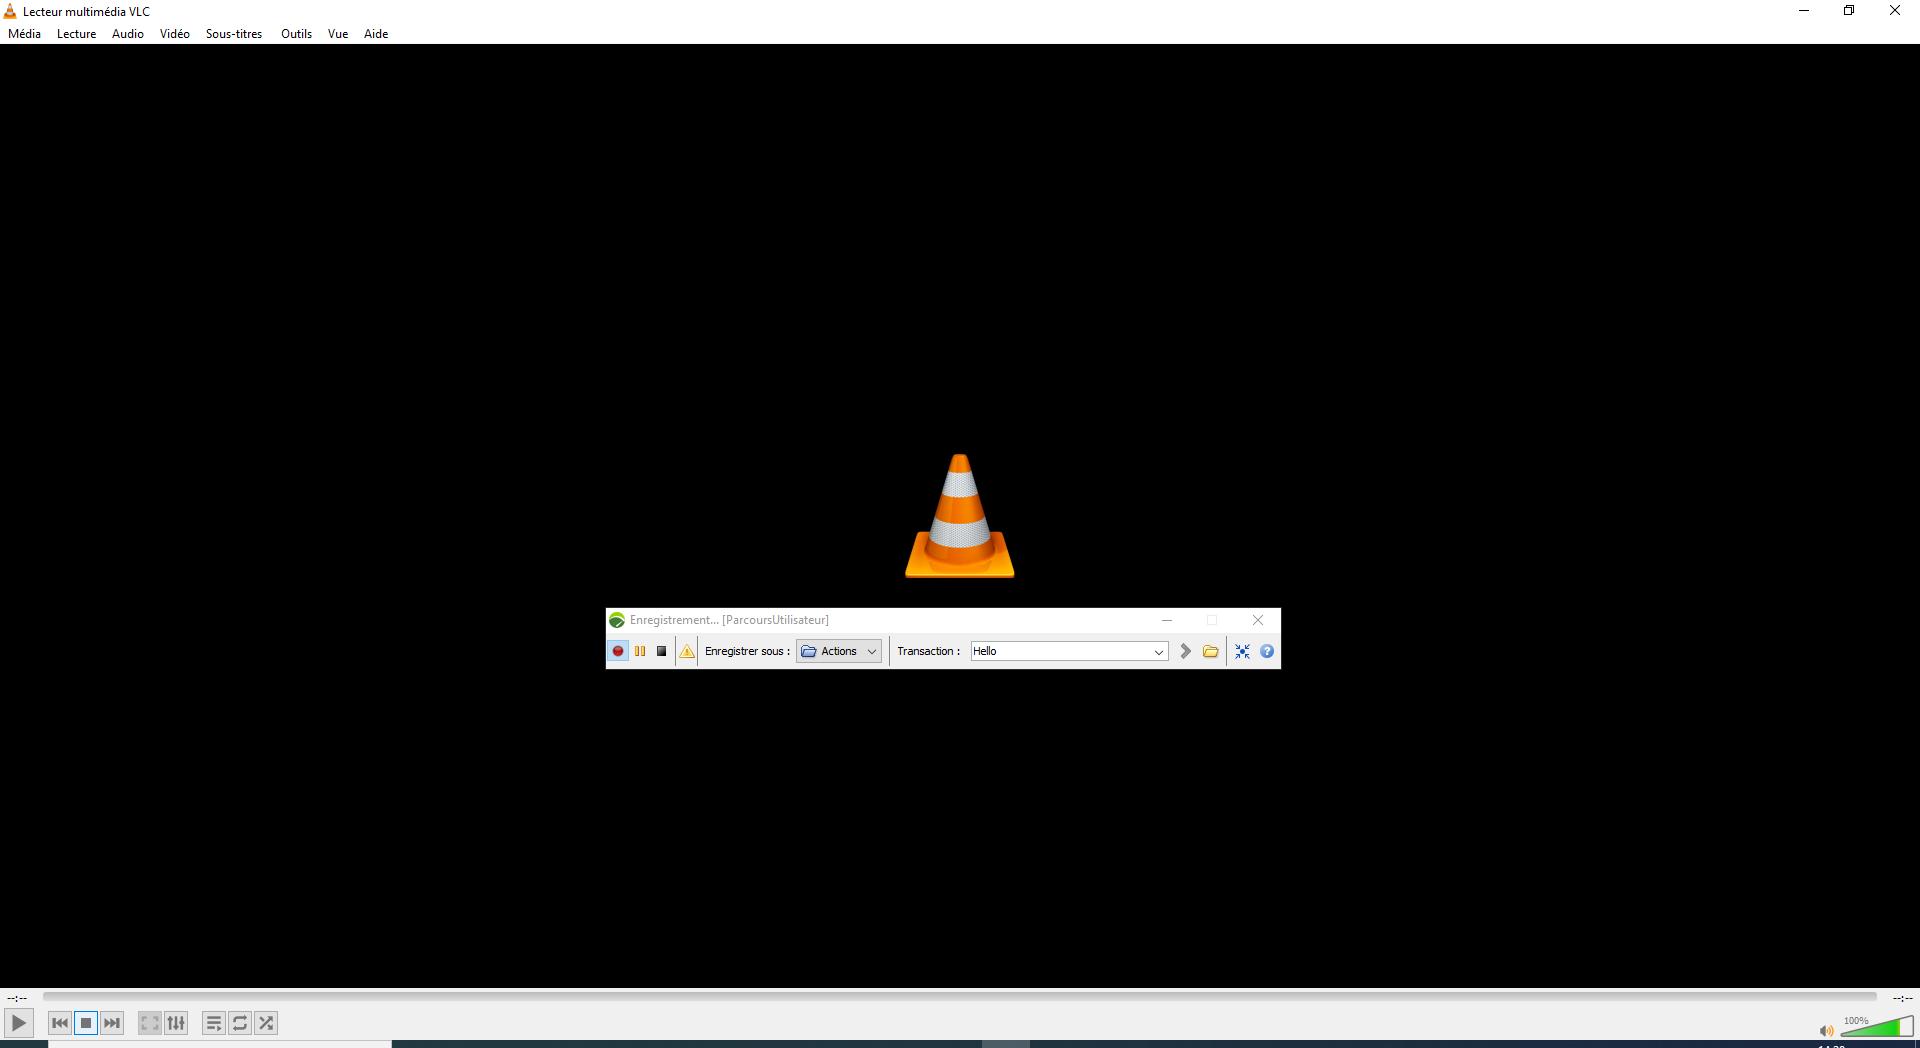 Lecteur multimédia VLC
Média Lecture Audio Vidéo Sous-titres Outils Vue Aide
Enregistrement... [ParcoursUtilisateur]
Enregistrer sous : Actions Transaction : Hello
--:-- --:--
100%